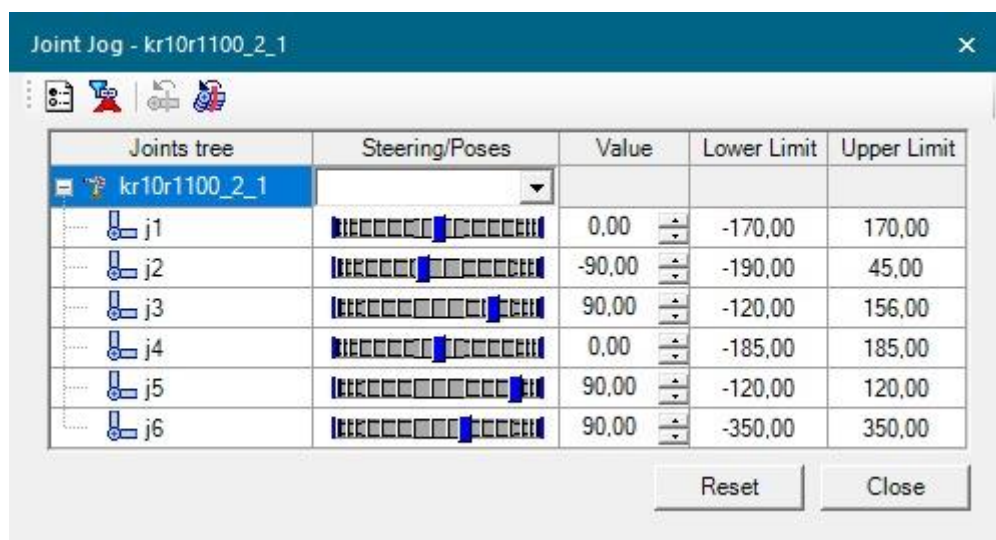 Joint Jog - kr10r1100_2_1
Joints tree Steering/Poses Value Lower Limit Upper Limit
kr10r1100_2_1
j1 0,00 -170,00 170,00
j2 -90,00 -190,00 45,00
j3 90,00 -120,00 156,00
j4 0,00 -185,00 185,00
j5 90,00 -120,00 120,00
j6 90,00 -350,00 350,00
Reset Close